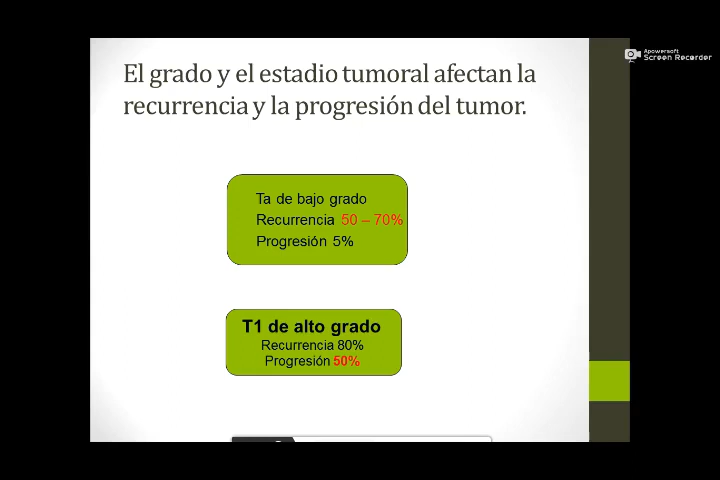 Apowersoft
Screen Recorder
El grado y el estadio tumoral afectan la
recurrencia y la progresión del tumor.
Ta de bajo grado
Recurrencia 50 – 70%
Progresión 5%
T1 de alto grado
Recurrencia 80%
Progresión 50%